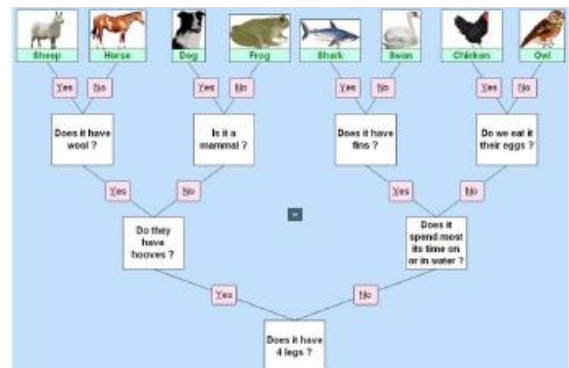 Sheep Horse Dog Frog Shark Swan Chicken Owl
Yes No Yes No Yes No Yes No
Does it have
wool ?
Is it a
mammal ?
Does it have
fins ?
Do we eat it
their eggs ?
Yes No Yes No
Do they
have
hooves ?
Does it
spend most
its time on
or in water ?
Yes No
Does it have
4 legs ?